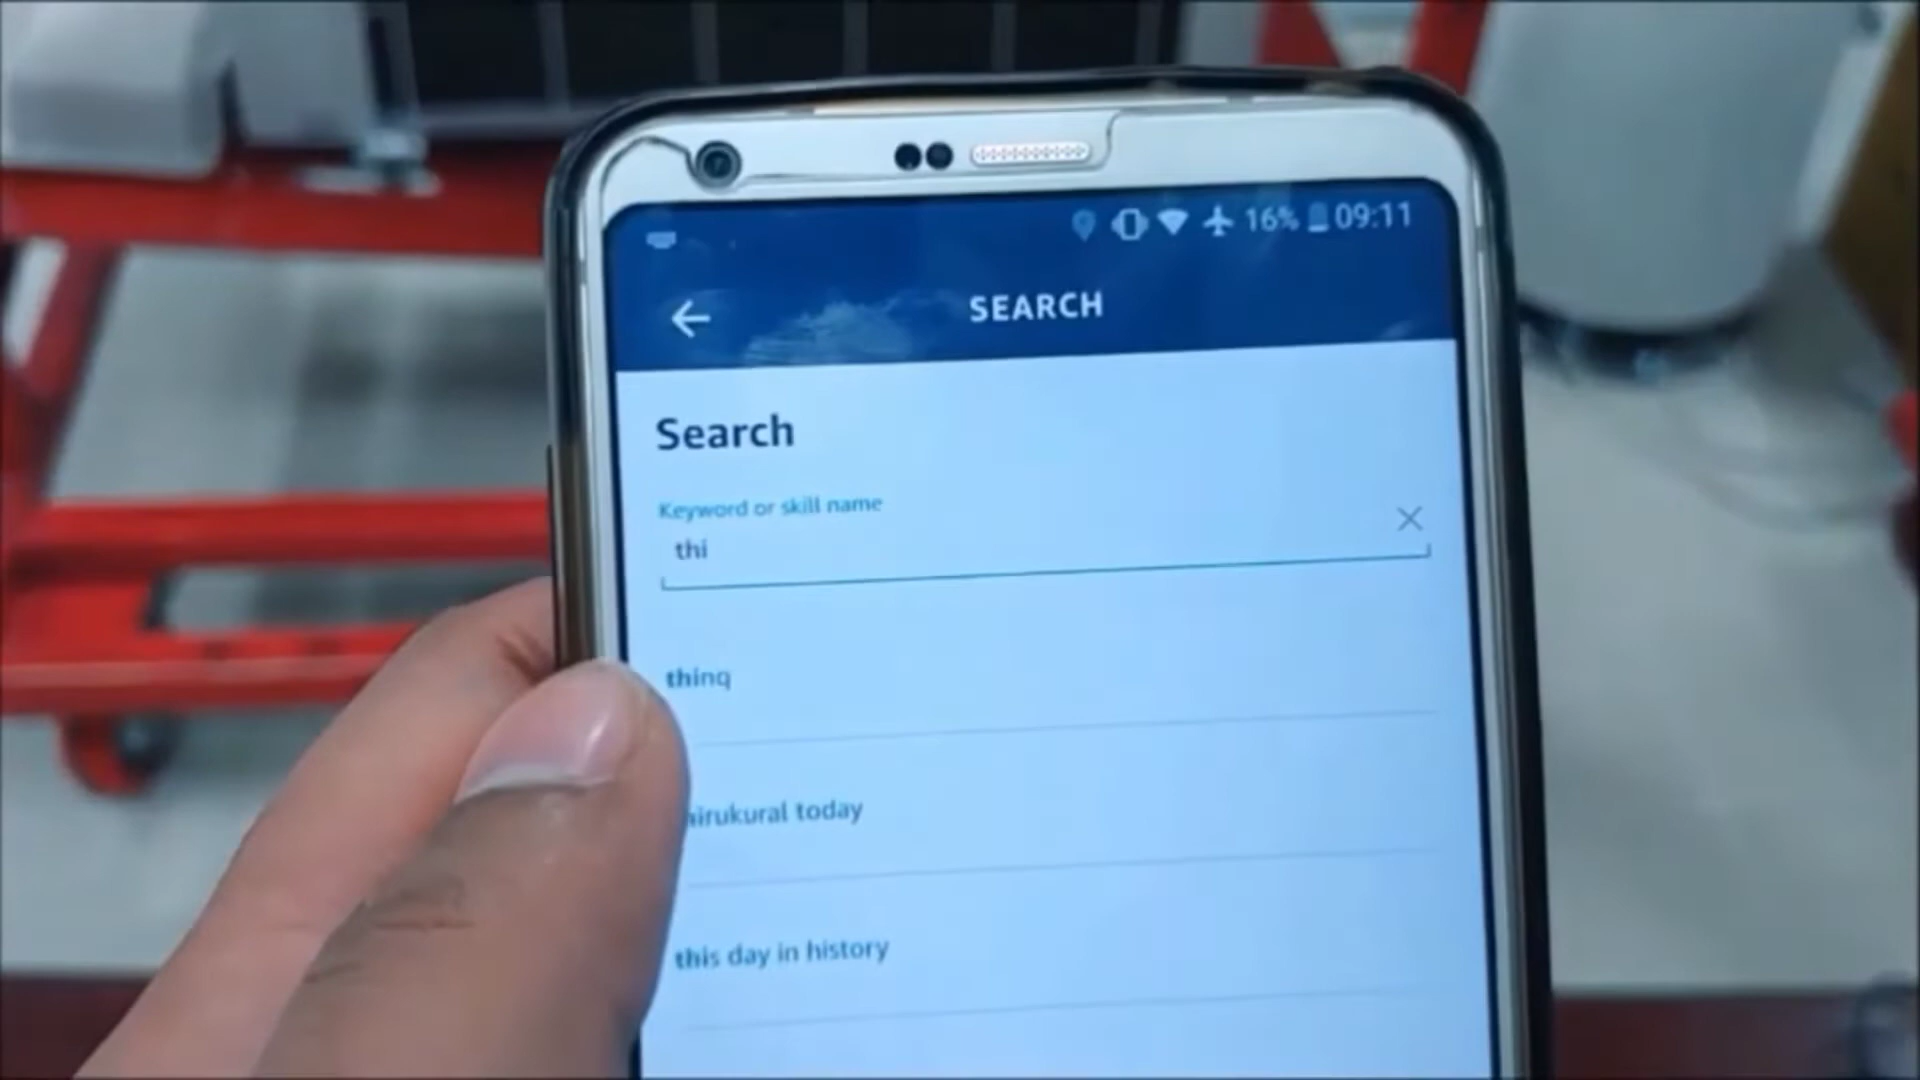 16% 09:11
SEARCH
Search
Keyword or skill name
thi
thinq
hirukural today
this day in history